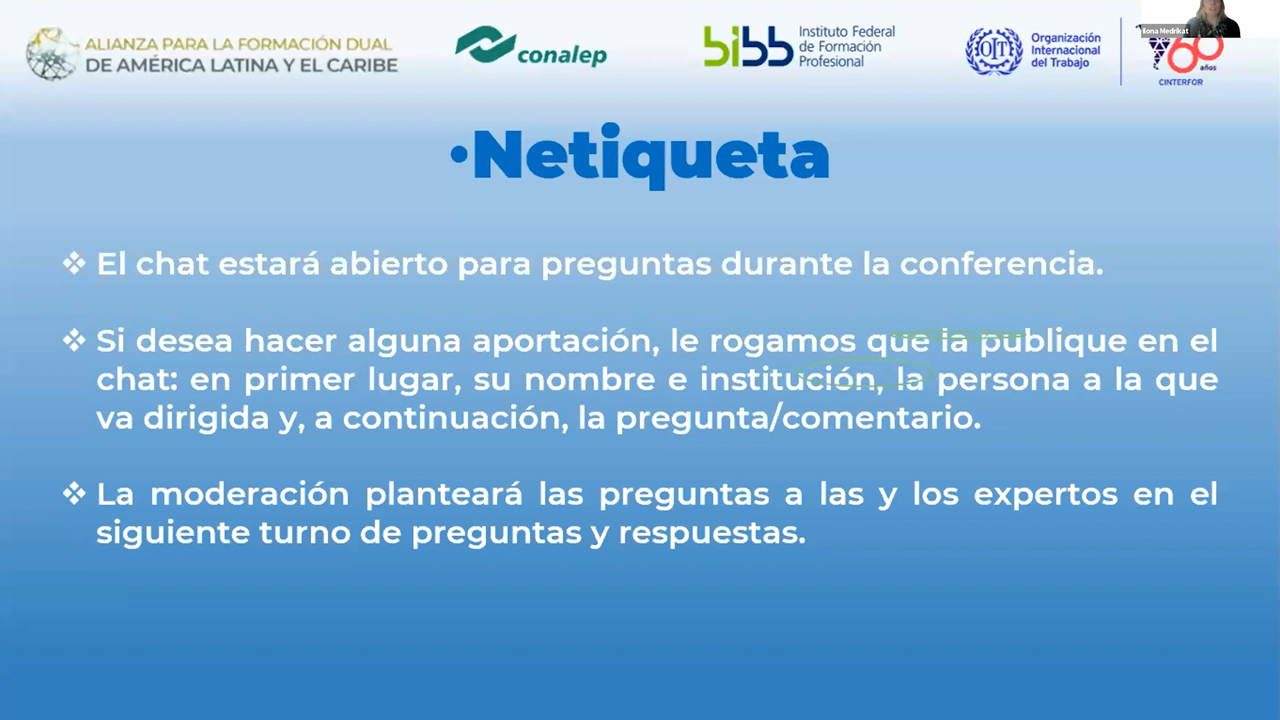 ALIANZA PARA LA FORMACIÓN DUAL
DE AMÉRICA LATINA Y EL CARIBE
conalep
bibb
Instituto Federal
de Formación
Profesional
OIT
Organización
Internacional
del Trabajo
Ilona Medrikat
60
años
CINTERFOR
•Netiqueta
❖ El chat estará abierto para preguntas durante la conferencia.
❖ Si desea hacer alguna aportación, le rogamos que la publique en el
chat: en primer lugar, su nombre e institución, la persona a la que
va dirigida y, a continuación, la pregunta/comentario.
❖ La moderación planteará las preguntas a las y los expertos en el
siguiente turno de preguntas y respuestas.